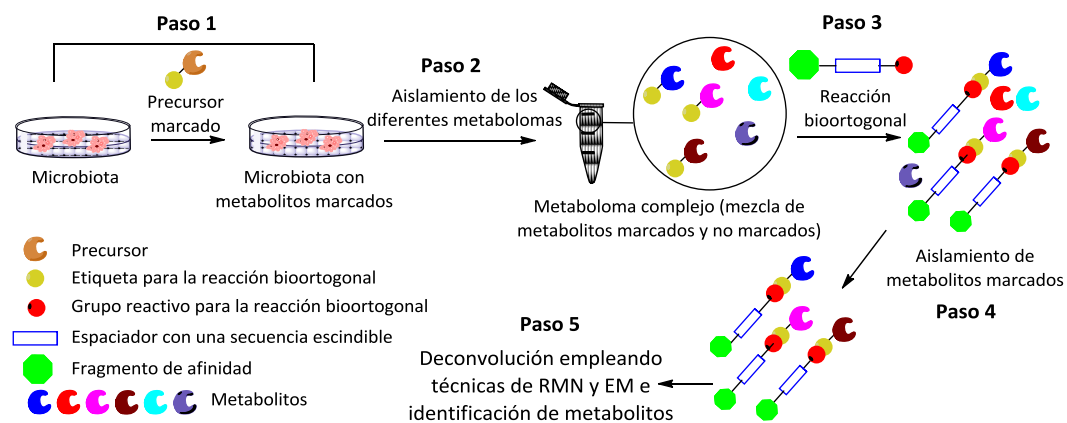 Paso 1
Precursor
marcado
Microbiota
Microbiota con
metabolitos marcados
Paso 2
Aislamiento de los
diferentes metabolomas
Metaboloma complejo (mezcla de
metabolitos marcados y no marcados)
Paso 3
Reacción
bioortogonal
Aislamiento de
metabolitos marcados
Paso 4
Paso 5
Deconvolución empleando
técnicas de RMN y EM e
identificación de metabolitos
Precursor
Etiqueta para la reacción bioortogonal
Grupo reactivo para la reacción bioortogonal
Espaciador con una secuencia escindible
Fragmento de afinidad
Metabolitos